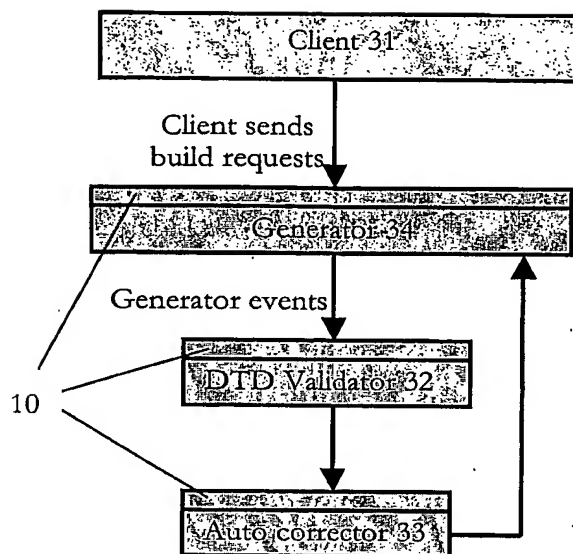 Client 31
Client sends
build requests
Generator 34
Generator events
DTD Validator 32
10
Auto corrector 33